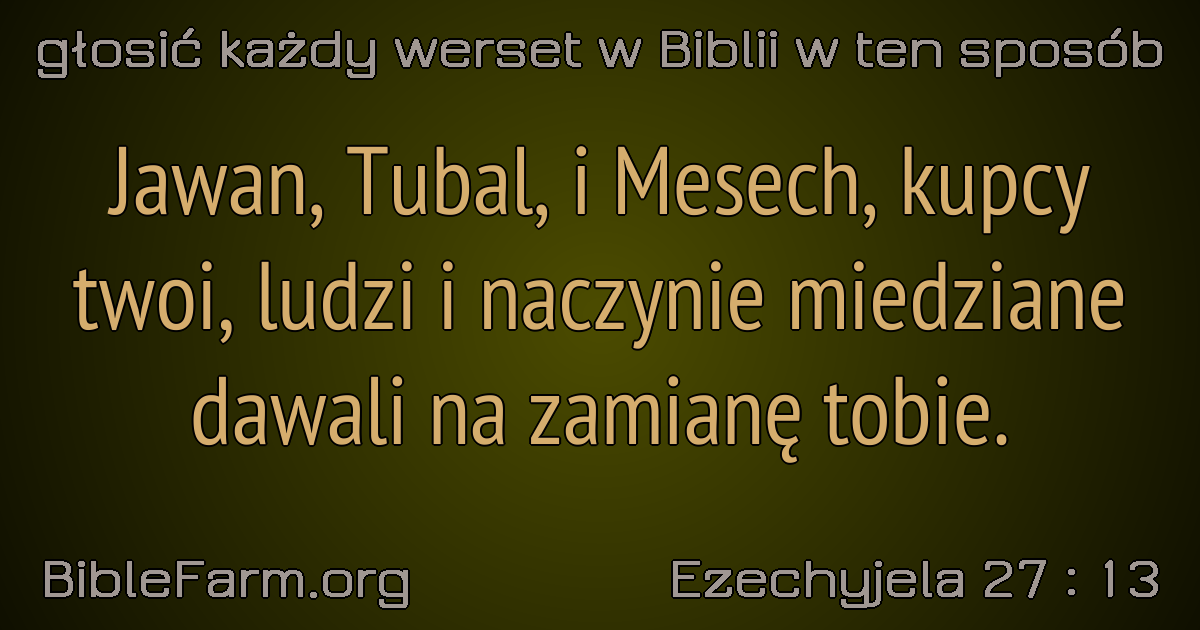 głosić każdy werset w Biblii w ten sposób
Jawan, Tubal, i Mesech, kupcy
twoi, ludzi i naczynie miedziane
dawali na zamianę tobie.
BibleFarm.org
Ezechyjela 27 : 13